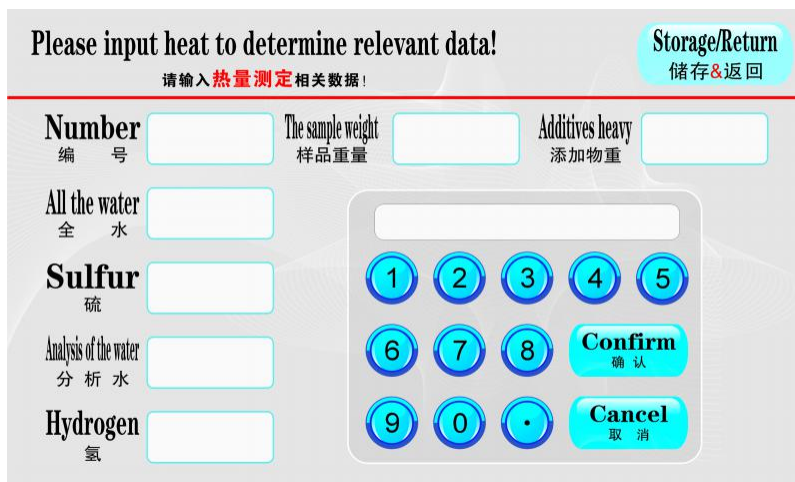 Please input heat to determine relevant data!
请输入热量测定相关数据!
Storage/Return
储存&返回
Number
编 号
The sample weight
样品重量
Additives heavy
添加物重
All the water
全 水
Sulfur
硫
Analysis of the water
分 析 水
Hydrogen
氢
1 2 3 4 5
6 7 8 Confirm
确 认
9 0 · Cancel
取 消